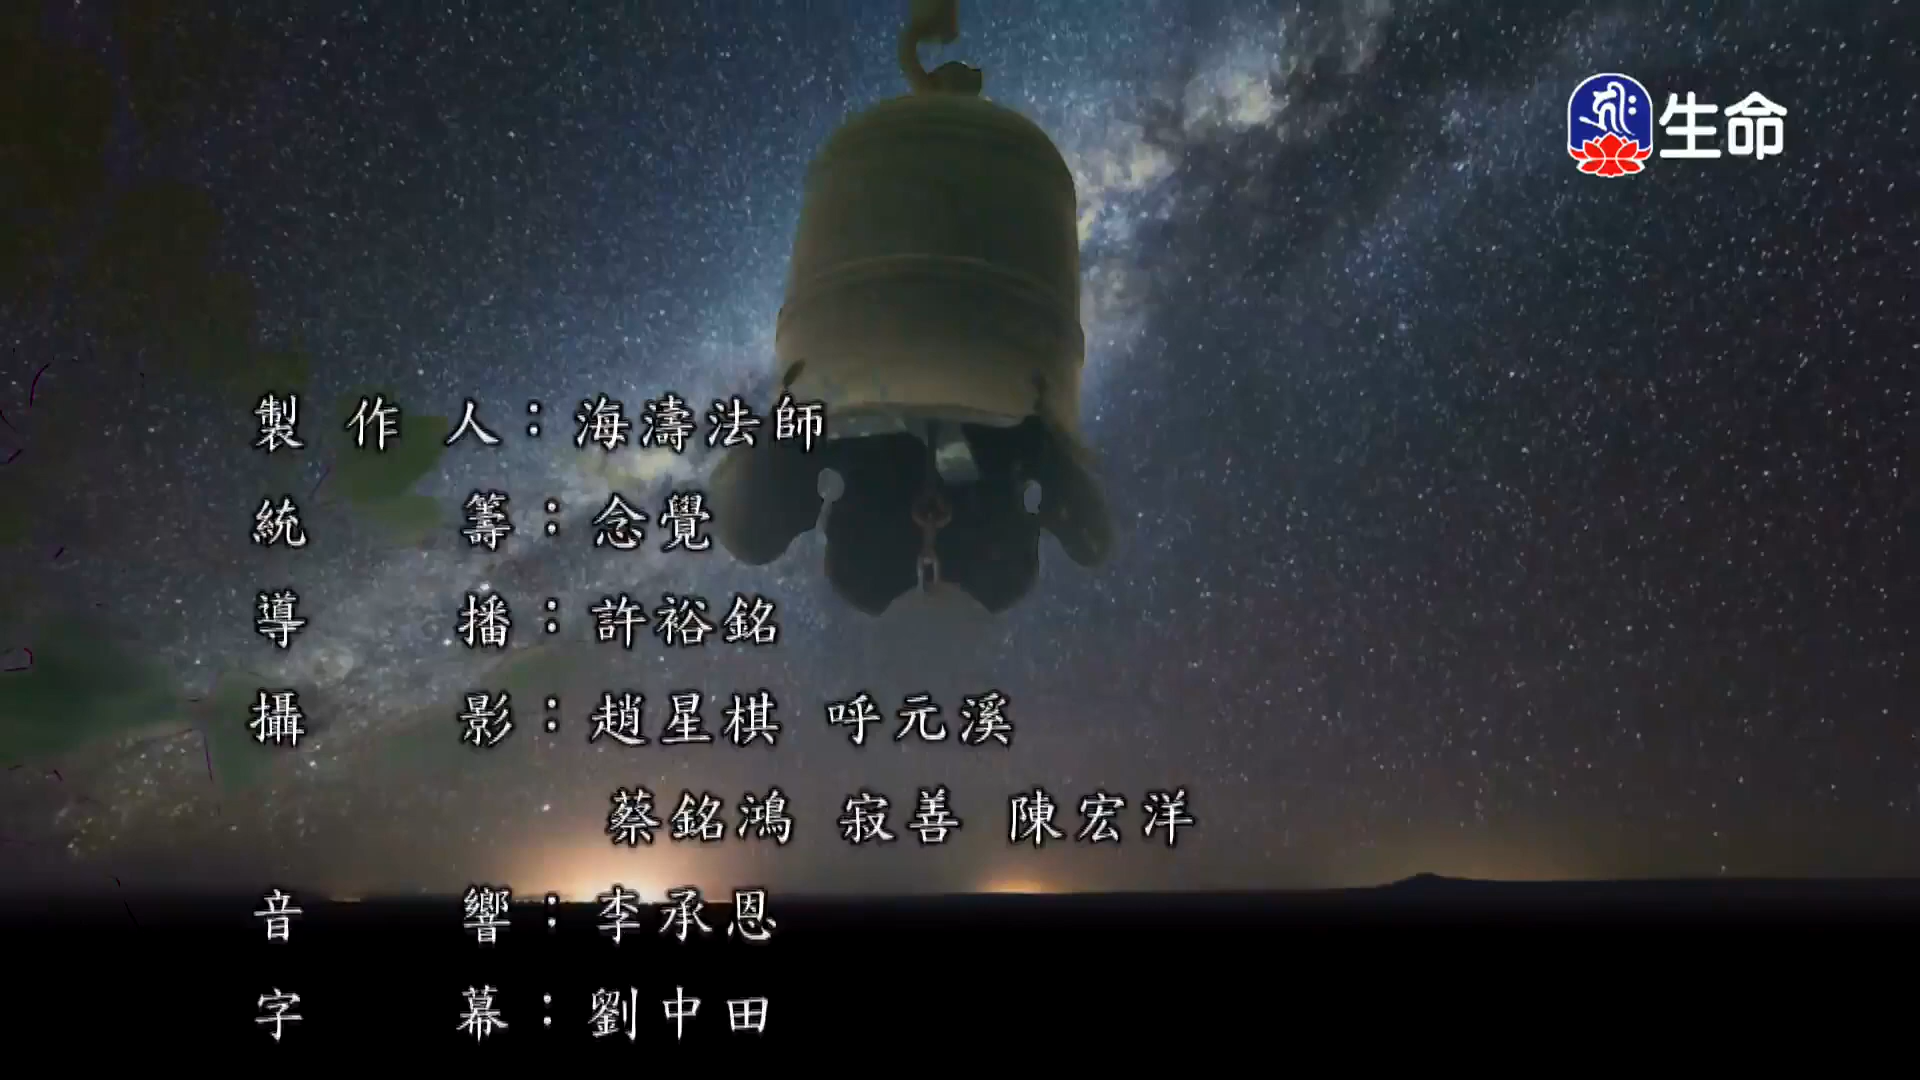 生命
製作人：海濤法師
統籌：念覺
導播：許裕銘
攝影：趙星棋 呼元溪
蔡銘鴻 寂善 陳宏洋
音響：李承恩
字幕：劉中田